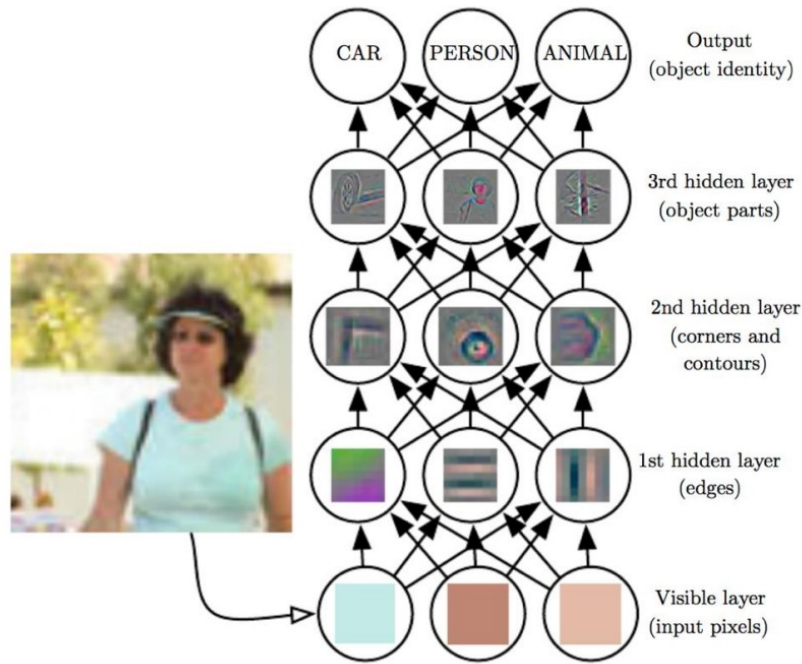 CAR
PERSON
ANIMAL
Output
(object identity)
3rd hidden layer
(object parts)
2nd hidden layer
(corners and
contours)
1st hidden layer
(edges)
Visible layer
(input pixels)